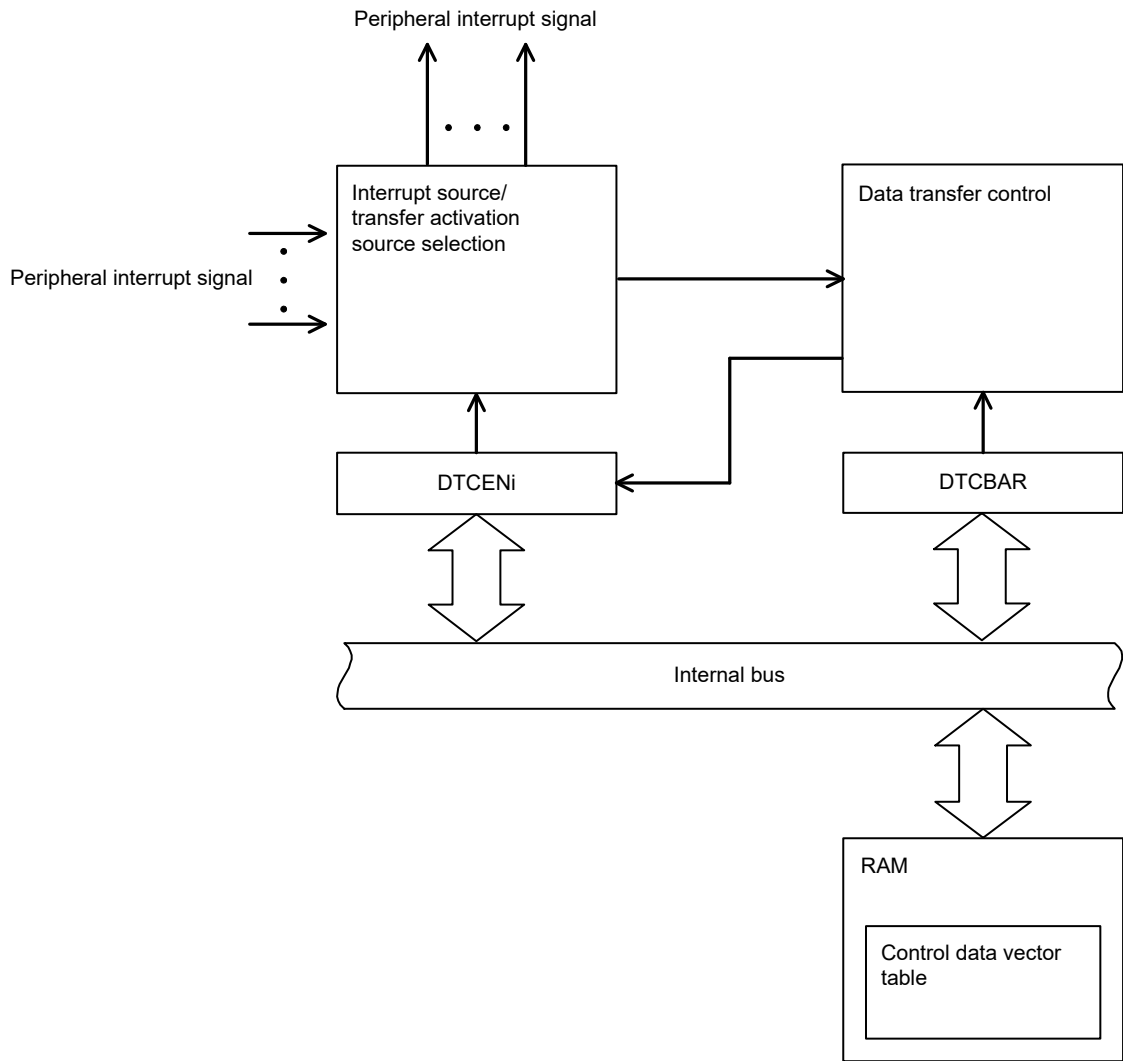 Peripheral interrupt signal
Interrupt source/
transfer activation
source selection
Data transfer control
Peripheral interrupt signal
DTCENi
DTCBAR
Internal bus
RAM
Control data vector
table